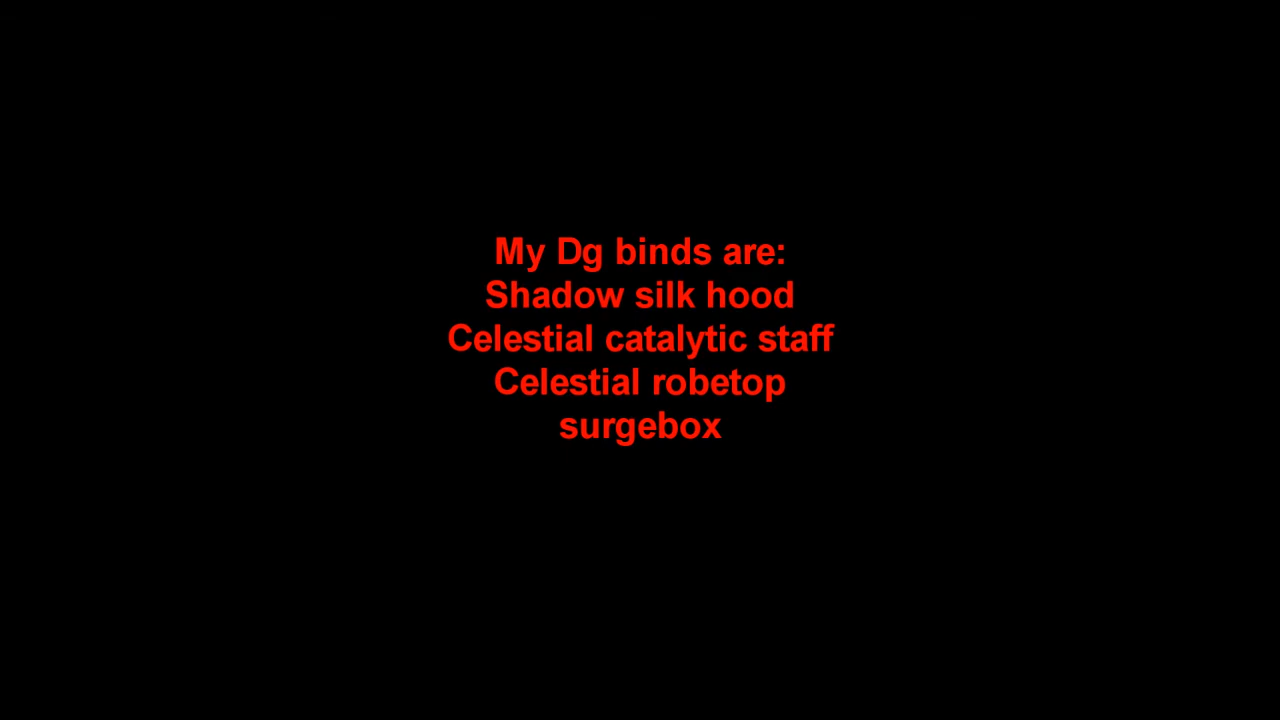 My Dg binds are:
Shadow silk hood
Celestial catalytic staff
Celestial robetop
surgebox